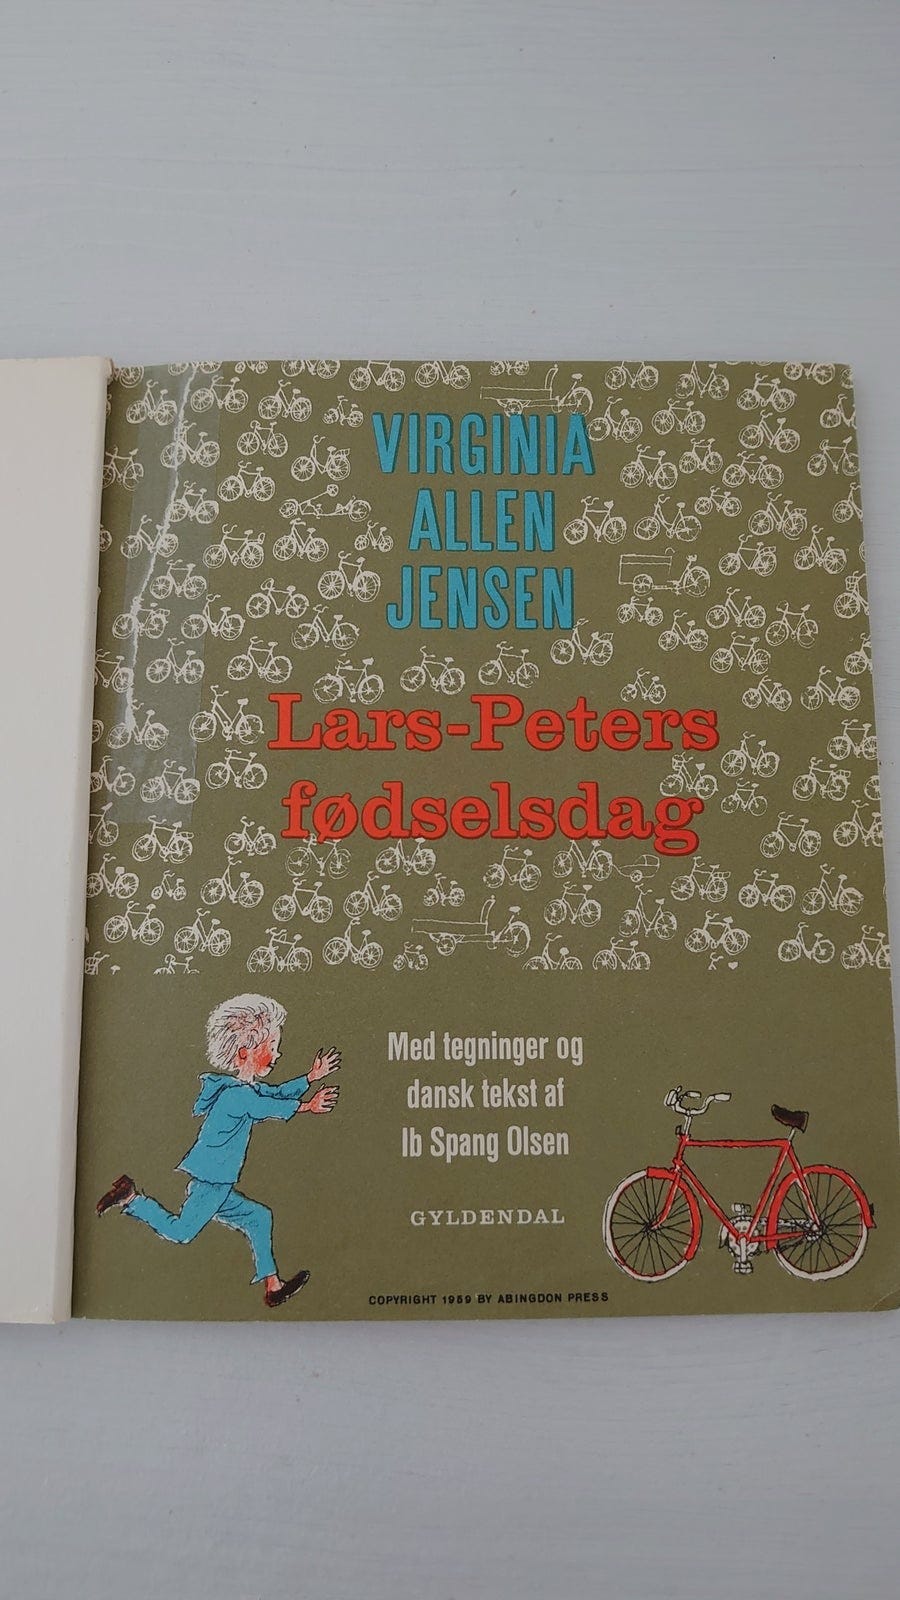 VIRGINIA
ALLEN
JENSEN
Lars-Peters
fødselsdag
Med tegninger og
dansk tekst af
Ib Spang Olsen
GYLDENDAL
COPYRIGHT 1959 BY ABINGDON PRESS